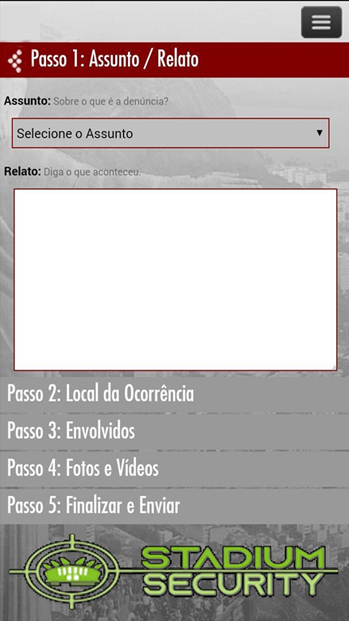 Passo 1: Assunto / Relato
Assunto: Sobre o que é a denúncia?
Selecione o Assunto
Relato: Diga o que aconteceu.
Passo 2: Local da Ocorrência
Passo 3: Envolvidos
Passo 4: Fotos e Vídeos
Passo 5: Finalizar e Enviar
STADIUM
SECURITY